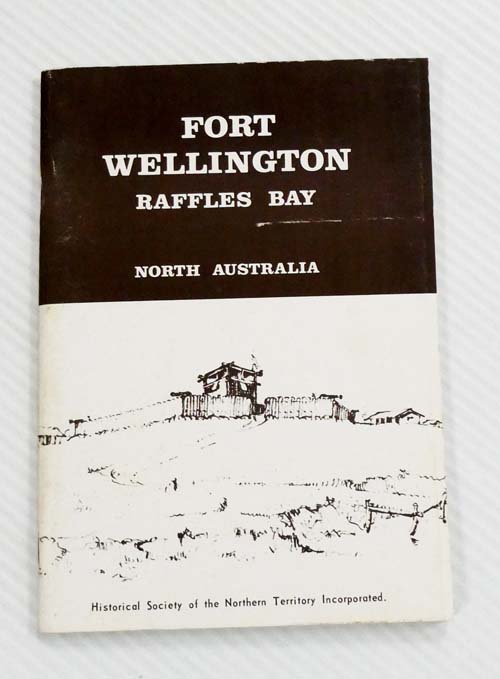 FORT
WELLINGTON
RAFFLES BAY
NORTH AUSTRALIA
Historical Society of the Northern Territory Incorporated.